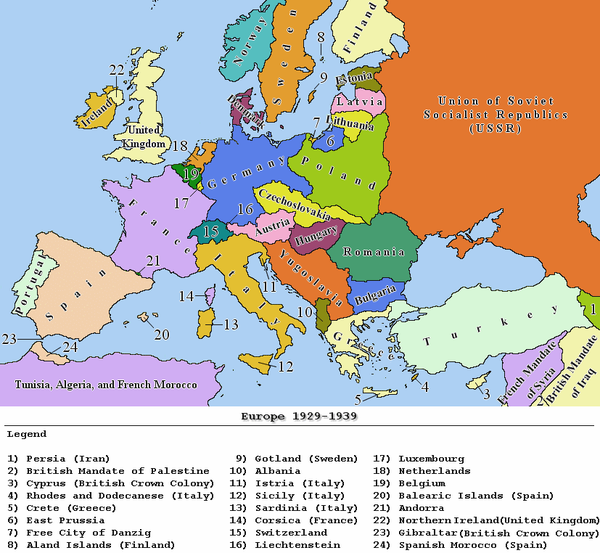 Norway
Sweden
Finland
8
9
22
Estonia
Latvia
Lithuania
Union of Soviet
Socialist Republics
(USSR)
Ireland
United
Kingdom
Denmark
7
6
18
19
Germany
Poland
17
16
Czechoslovakia
France
15
Austria
Hungary
Romania
21
Italy
Yugoslavia
11
Bulgaria
Portugal
Spain
14
13
10
20
12
Greece
Turkey
1
23
24
5
4
3
2
French Mandate
of Syria
British Mandate
of Iraq
Tunisia, Algeria, and French Morocco
Europe 1929-1939
Legend
1) Persia (Iran)
2) British Mandate of Palestine
3) Cyprus (British Crown Colony)
4) Rhodes and Dodecanese (Italy)
5) Crete (Greece)
6) East Prussia
7) Free City of Danzig
8) Aland Islands (Finland)
9) Gotland (Sweden)
10) Albania
11) Istria (Italy)
12) Sicily (Italy)
13) Sardinia (Italy)
14) Corsica (France)
15) Switzerland
16) Liechtenstein
17) Luxembourg
18) Netherlands
19) Belgium
20) Balearic Islands (Spain)
21) Andorra
22) Northern Ireland(United Kingdom)
23) Gibraltar(British Crown Colony)
24) Spanish Morocco (Spain)